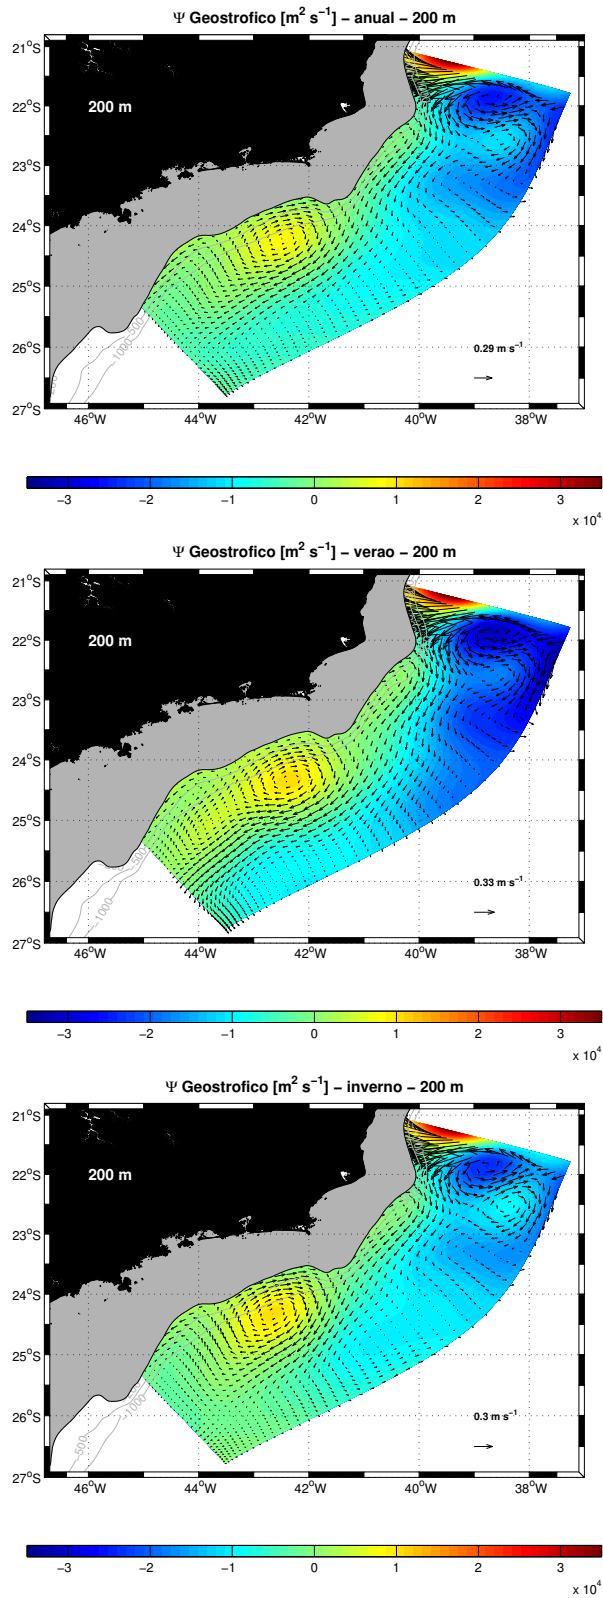 Ψ Geostrofico [m² s⁻¹] – anual – 200 m
21°S
200 m
22°S
23°S
24°S
25°S
26°S
27°S
-500
-1000
0.29 m s⁻¹
46°W 44°W 42°W 40°W 38°W
−3 −2 −1 0 1 2 3
x 10⁴
Ψ Geostrofico [m² s⁻¹] – verao – 200 m
21°S
200 m
22°S
23°S
24°S
25°S
26°S
27°S
-500
-1000
0.33 m s⁻¹
46°W 44°W 42°W 40°W 38°W
−3 −2 −1 0 1 2 3
x 10⁴
Ψ Geostrofico [m² s⁻¹] – inverno – 200 m
21°S
200 m
22°S
23°S
24°S
25°S
26°S
27°S
-1000
-500
0.3 m s⁻¹
46°W 44°W 42°W 40°W 38°W
−3 −2 −1 0 1 2 3
x 10⁴